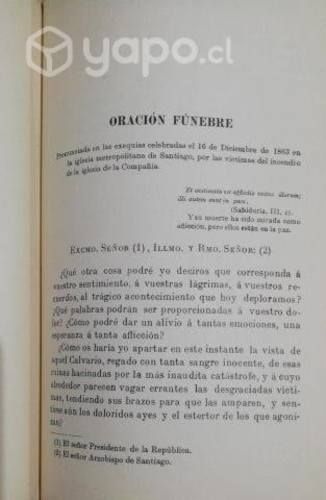 yapo.cl
ORACIÓN FÚNEBRE
Pronunciada en las exequias celebradas el 16 de Diciembre de 1863 en
la iglesia metropolitana de Santiago, por las víctimas del incendio
de la iglesia de la Compañía.
Et æstimata est afflictio exitus illorum;
illi autem sunt in pace.
(Sabiduría, III, 2).
Y su muerte ha sido mirada como
aflicción, pero ellos están en la paz.
EXCMO. SEÑOR (1), ILLMO. Y RMO. SEÑOR: (2)
¿Qué otra cosa podré yo deciros que corresponda á
vuestro sentimiento, á vuestras lágrimas, á vuestros re-
cuerdos, al trágico acontecimiento que hoy deploramos?
¿Qué palabras podrán ser proporcionadas á vuestro do-
lor? ¿Cómo podré dar un alivio á tantas emociones, una
esperanza á tanta aflicción?
¿Cómo os haría yo apartar en este instante la vista de
aquel Calvario, regado con tanta sangre inocente, de esas
ruinas hacinadas por la más inaudita catástrofe, y á cuyo
alrededor parecen vagar errantes las desgraciadas vícti-
mas, tendiendo sus brazos para que las amparen, y sen-
tirse aún los doloridos ayes y el estertor de los que agoni-
zan?
(1) El señor Presidente de la República.
(2) El señor Arzobispo de Santiago.